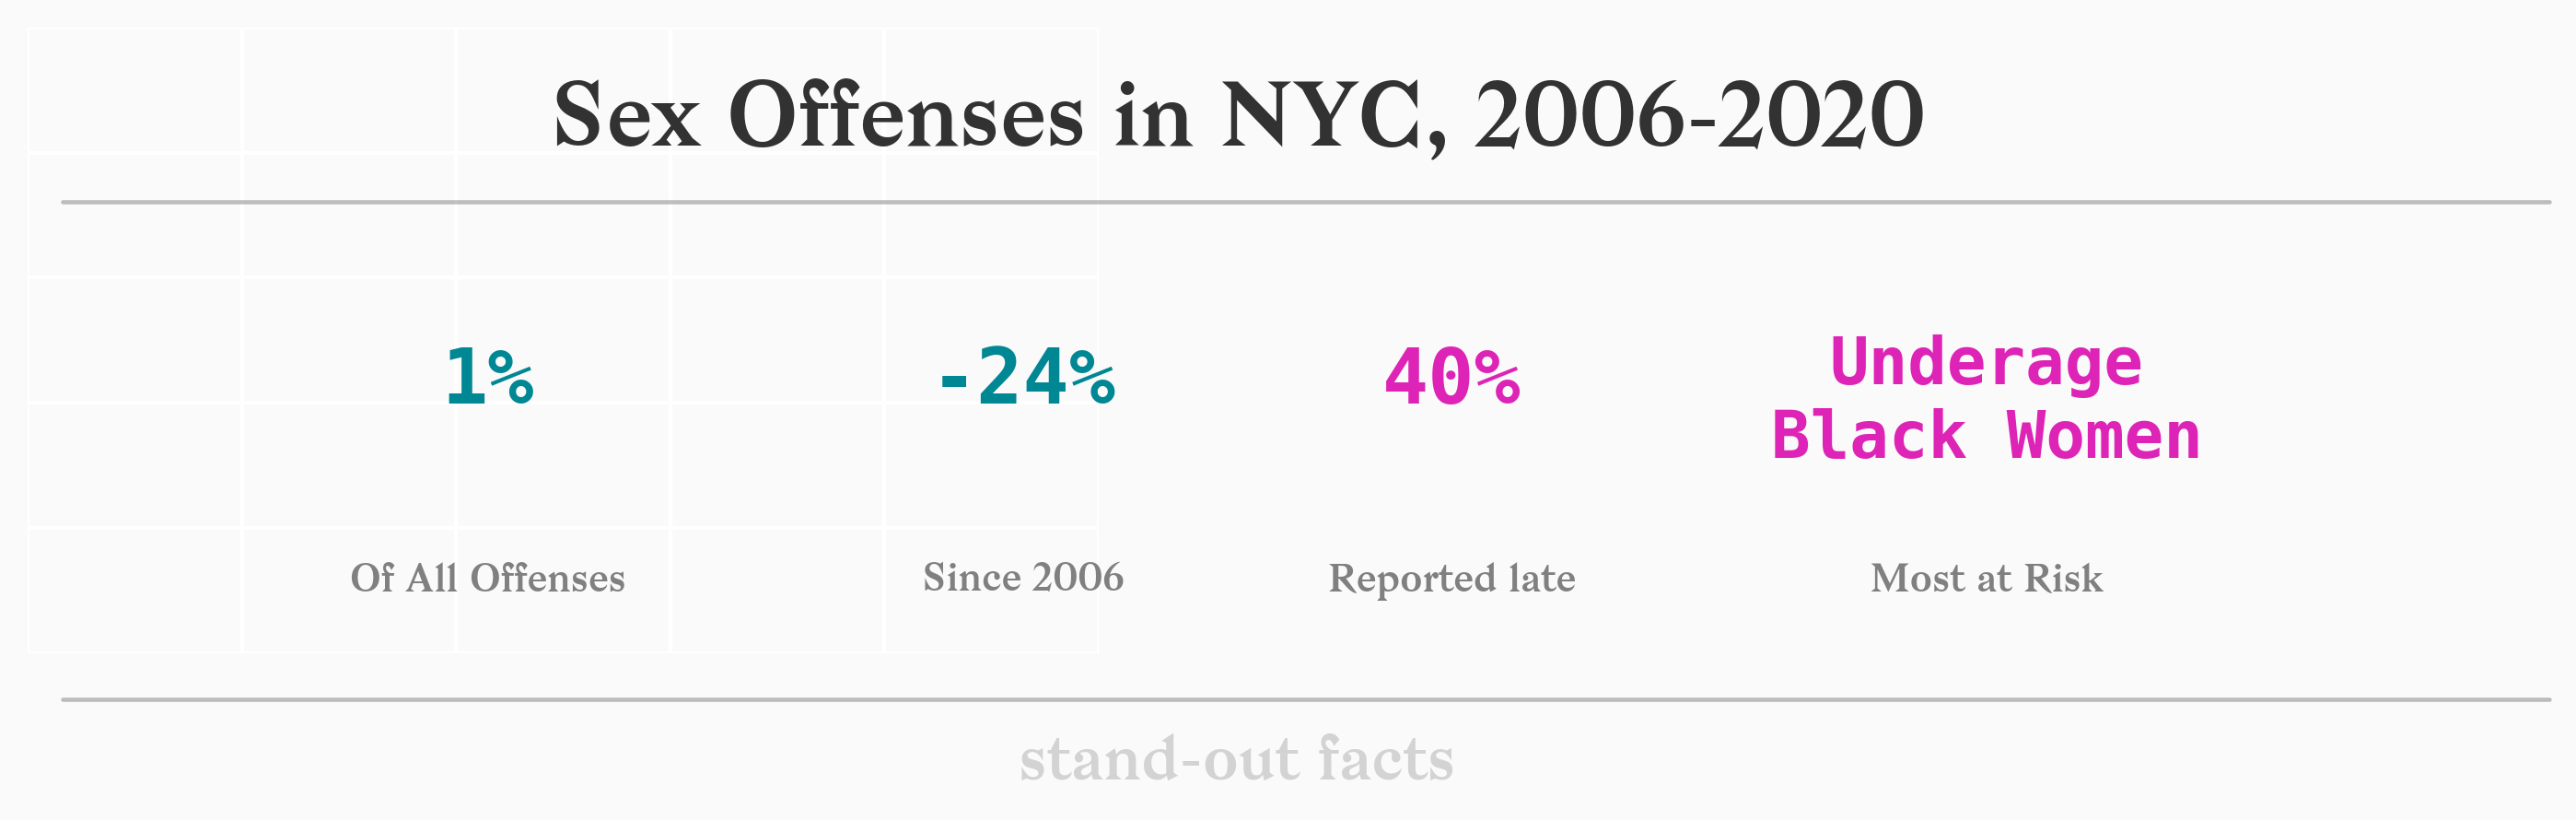 Sex Offenses in NYC, 2006-2020
1%
-24%
40%
Underage
Black Women
Of All Offenses
Since 2006
Reported late
Most at Risk
stand-out facts